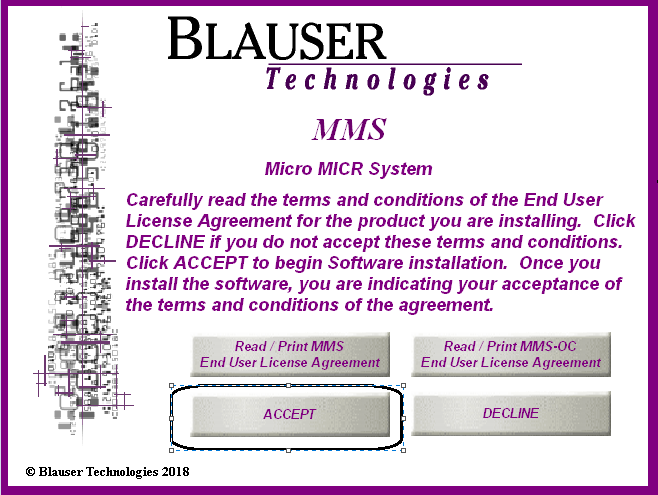 BLAUSER
Technologies
MMS
Micro MICR System
Carefully read the terms and conditions of the End User
License Agreement for the product you are installing.  Click
DECLINE if you do not accept these terms and conditions.
Click ACCEPT to begin Software installation.  Once you
install the software, you are indicating your acceptance of
the terms and conditions of the agreement.
Read / Print MMS
End User License Agreement
Read / Print MMS-OC
End User License Agreement
ACCEPT
DECLINE
© Blauser Technologies 2018